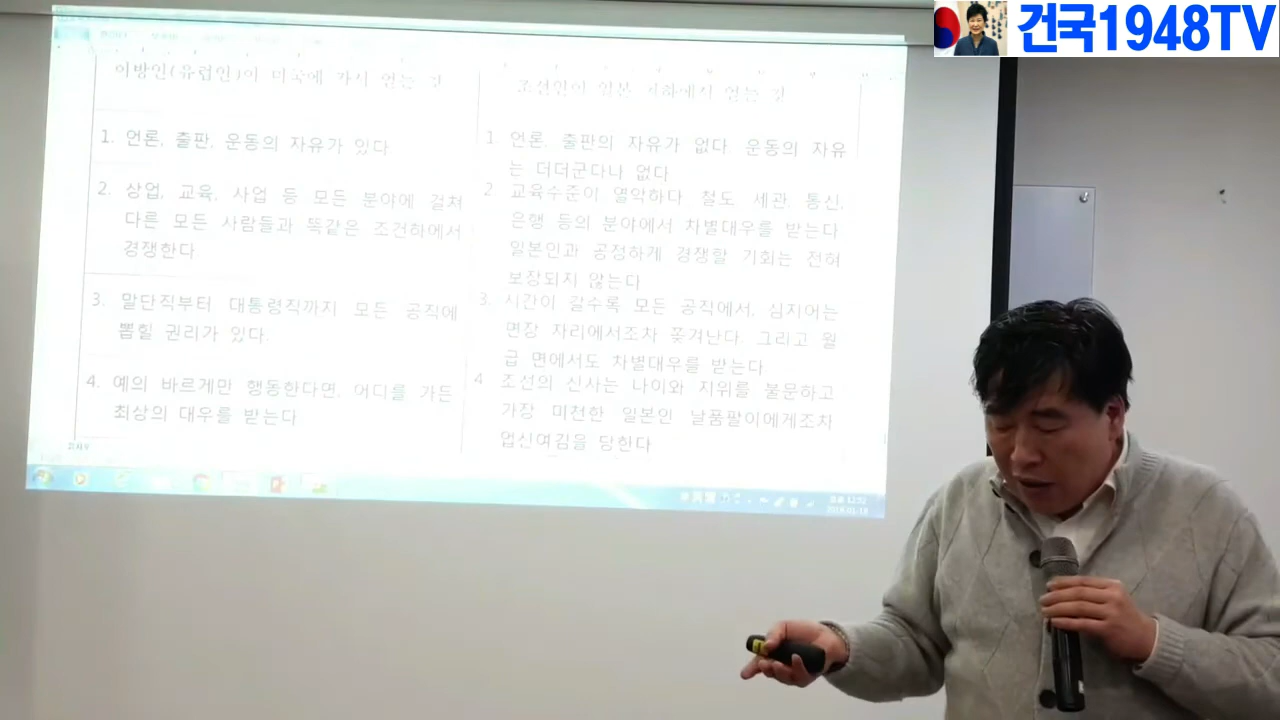 건국1948TV
이방인(유럽인)이 미국에 가서 얻는 것
1. 언론, 출판, 운동의 자유가 있다
2. 상업, 교육, 사업 등 모든 분야에 걸쳐
다른 모든 사람들과 똑같은 조건하에서
경쟁한다
3. 말단직부터 대통령직까지 모든 공직에
뽑힐 권리가 있다.
4. 예의 바르게만 행동한다면, 어디를 가든
최상의 대우를 받는다
조선인이 일본 치하에서 얻는 것
1. 언론, 출판의 자유가 없다. 운동의 자유
는 더더군다나 없다
2. 교육수준이 열악하다. 철도, 세관, 통신,
은행 등의 분야에서 차별대우를 받는다
일본인과 공정하게 경쟁할 기회는 전혀
보장되지 않는다
3. 시간이 갈수록 모든 공직에서, 심지어는
면장 자리에서조차 쫓겨난다. 그리고 월
급 면에서도 차별대우를 받는다
4. 조선의 신사는 나이와 지위를 불문하고
가장 미천한 일본인 날품팔이에게조차
업신여김을 당한다